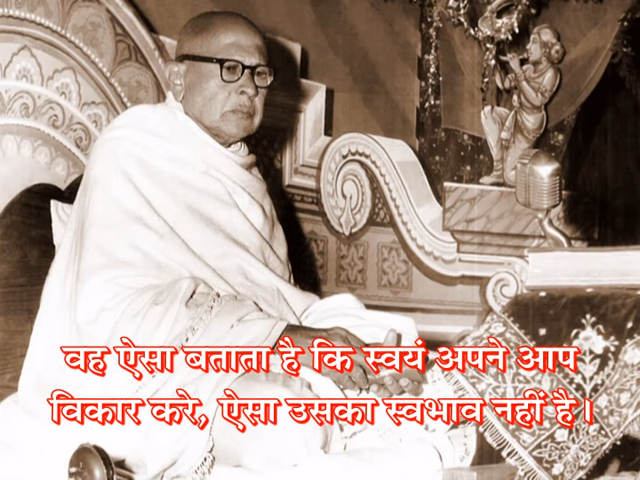 वह ऐसा बताता है कि स्वयं अपने आप
विकार करे, ऐसा उसका स्वभाव नहीं है।